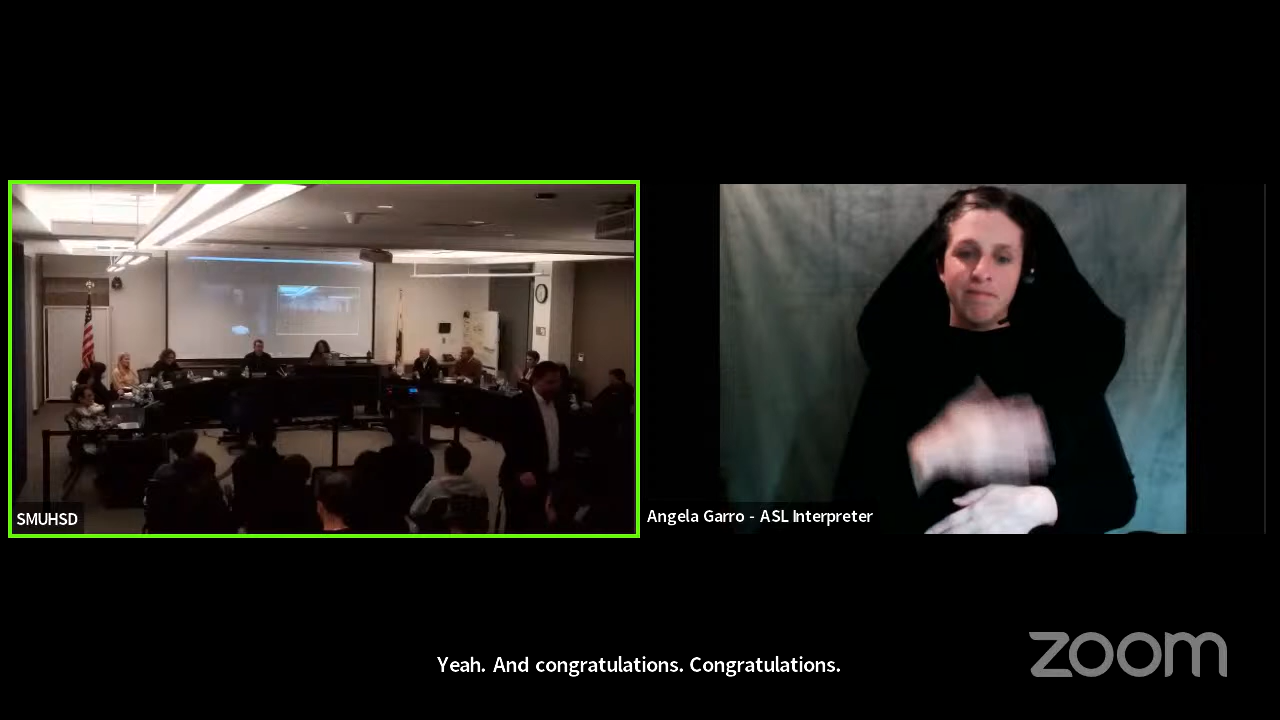 SMUHSD
Angela Garro - ASL Interpreter
Yeah. And congratulations. Congratulations.
zoom